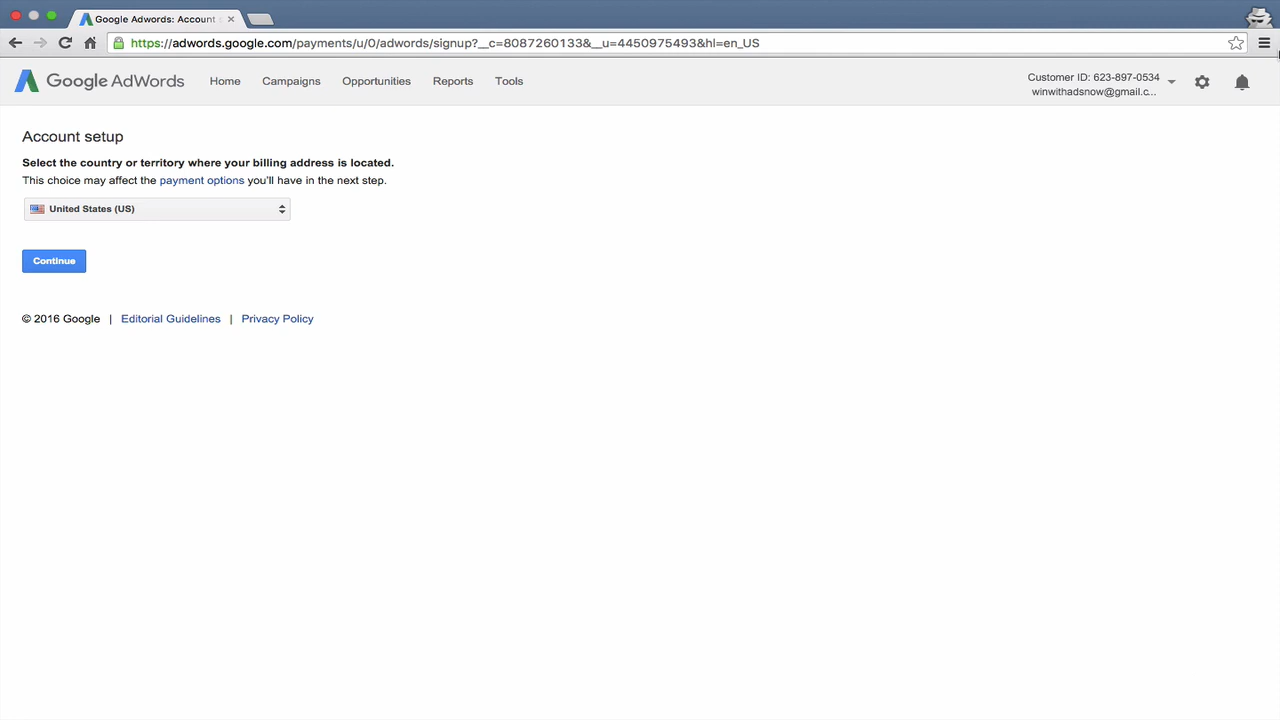 Google Adwords: Account s
https://adwords.google.com/payments/u/0/adwords/signup?__c=8087260133&__u=4450975493&hl=en_US
Google AdWords Home Campaigns Opportunities Reports Tools
Customer ID: 623-897-0534
winwithadsnow@gmail.c...
Account setup
Select the country or territory where your billing address is located.
This choice may affect the payment options you'll have in the next step.
United States (US)
Continue
© 2016 Google | Editorial Guidelines | Privacy Policy